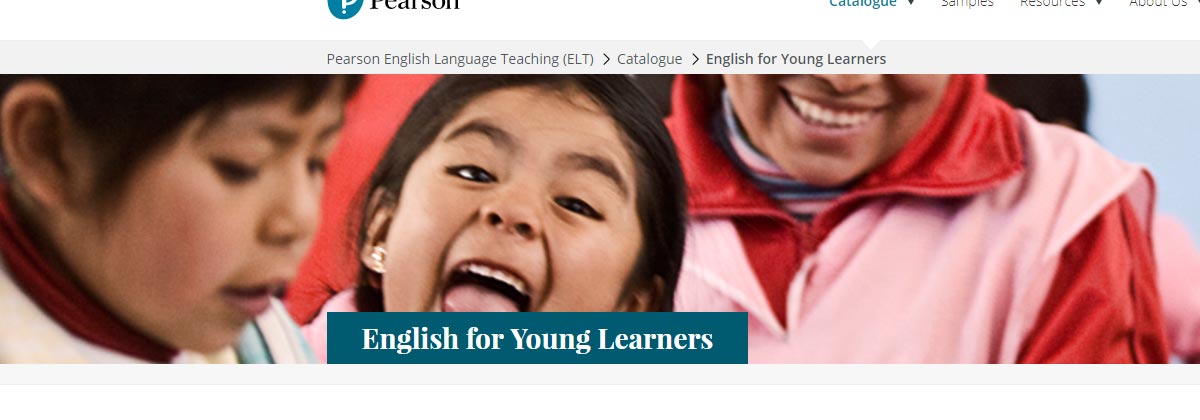 Pearson
Catalogue Samples Resources About Us
Pearson English Language Teaching (ELT) Catalogue English for Young Learners
English for Young Learners